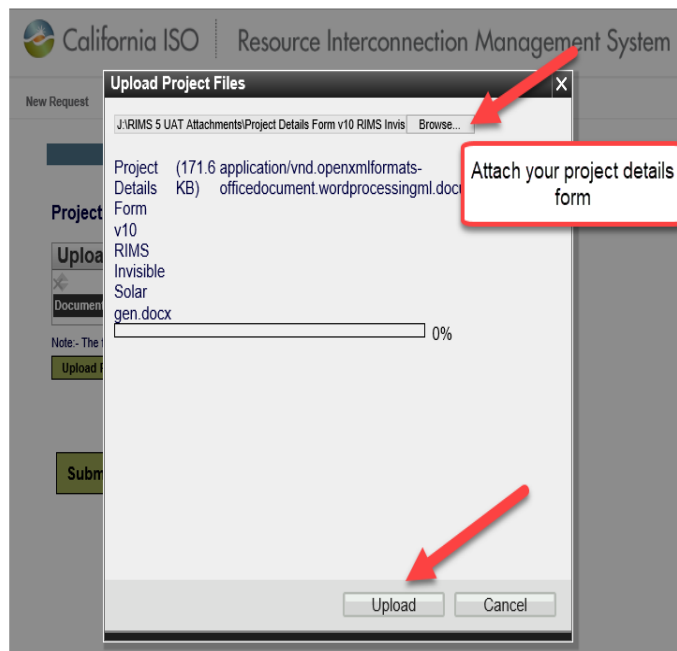 California ISO
Resource Interconnection Management System
New Request
Upload Project Files
X
J:\RIMS 5 UAT Attachments\Project Details Form v10 RIMS Invis
Browse...
Project (171.6 application/vnd.openxmlformats-
Details KB) officedocument.wordprocessingml.docu
Form
v10
RIMS
Invisible
Solar
gen.docx
0%
Attach your project details
form
Project
Uploa
Document
Note:- The
Upload
Subm
Upload
Cancel